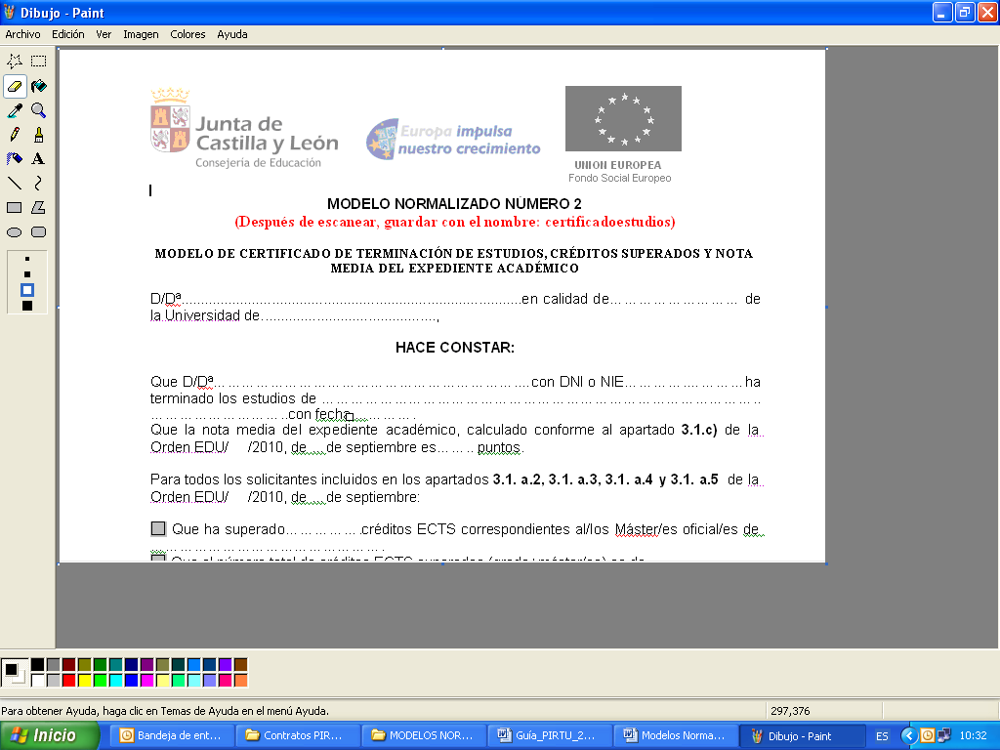 Dibujo - Paint
Archivo Edición Ver Imagen Colores Ayuda
Junta de
Castilla y León
Consejería de Educación
Europa impulsa
nuestro crecimiento
UNION EUROPEA
Fondo Social Europeo
MODELO NORMALIZADO NÚMERO 2
(Después de escanear, guardar con el nombre: certificadoestudios)
MODELO DE CERTIFICADO DE TERMINACIÓN DE ESTUDIOS, CRÉDITOS SUPERADOS Y NOTA
MEDIA DEL EXPEDIENTE ACADÉMICO
D/Dª..........................................................................en calidad de…………………… de
la Universidad de.......................................,
HACE CONSTAR:
Que D/Dª……………………………………………………con DNI o NIE……………………ha
terminado los estudios de ……………………………………………………………………………
………………………..con fecha…………….
Que la nota media del expediente académico, calculado conforme al apartado 3.1.c) de la
Orden EDU/ /2010, de…..de septiembre es…….. puntos.
Para todos los solicitantes incluidos en los apartados 3.1. a.2, 3.1. a.3, 3.1. a.4 y 3.1. a.5 de la
Orden EDU/ /2010, de…..de septiembre:
Que ha superado……………créditos ECTS correspondientes al/los Máster/es oficial/es de
……………………………………….
Que el número total de créditos ECTS superados (grado y máster/es) es de
Para obtener Ayuda, haga clic en Temas de Ayuda en el menú Ayuda.
297,376
Inicio
Bandeja de ent...
Contratos PIR...
MODELOS NOR...
Guía_PIRTU_2...
Modelos Norma...
Dibujo - Paint
ES
10:32